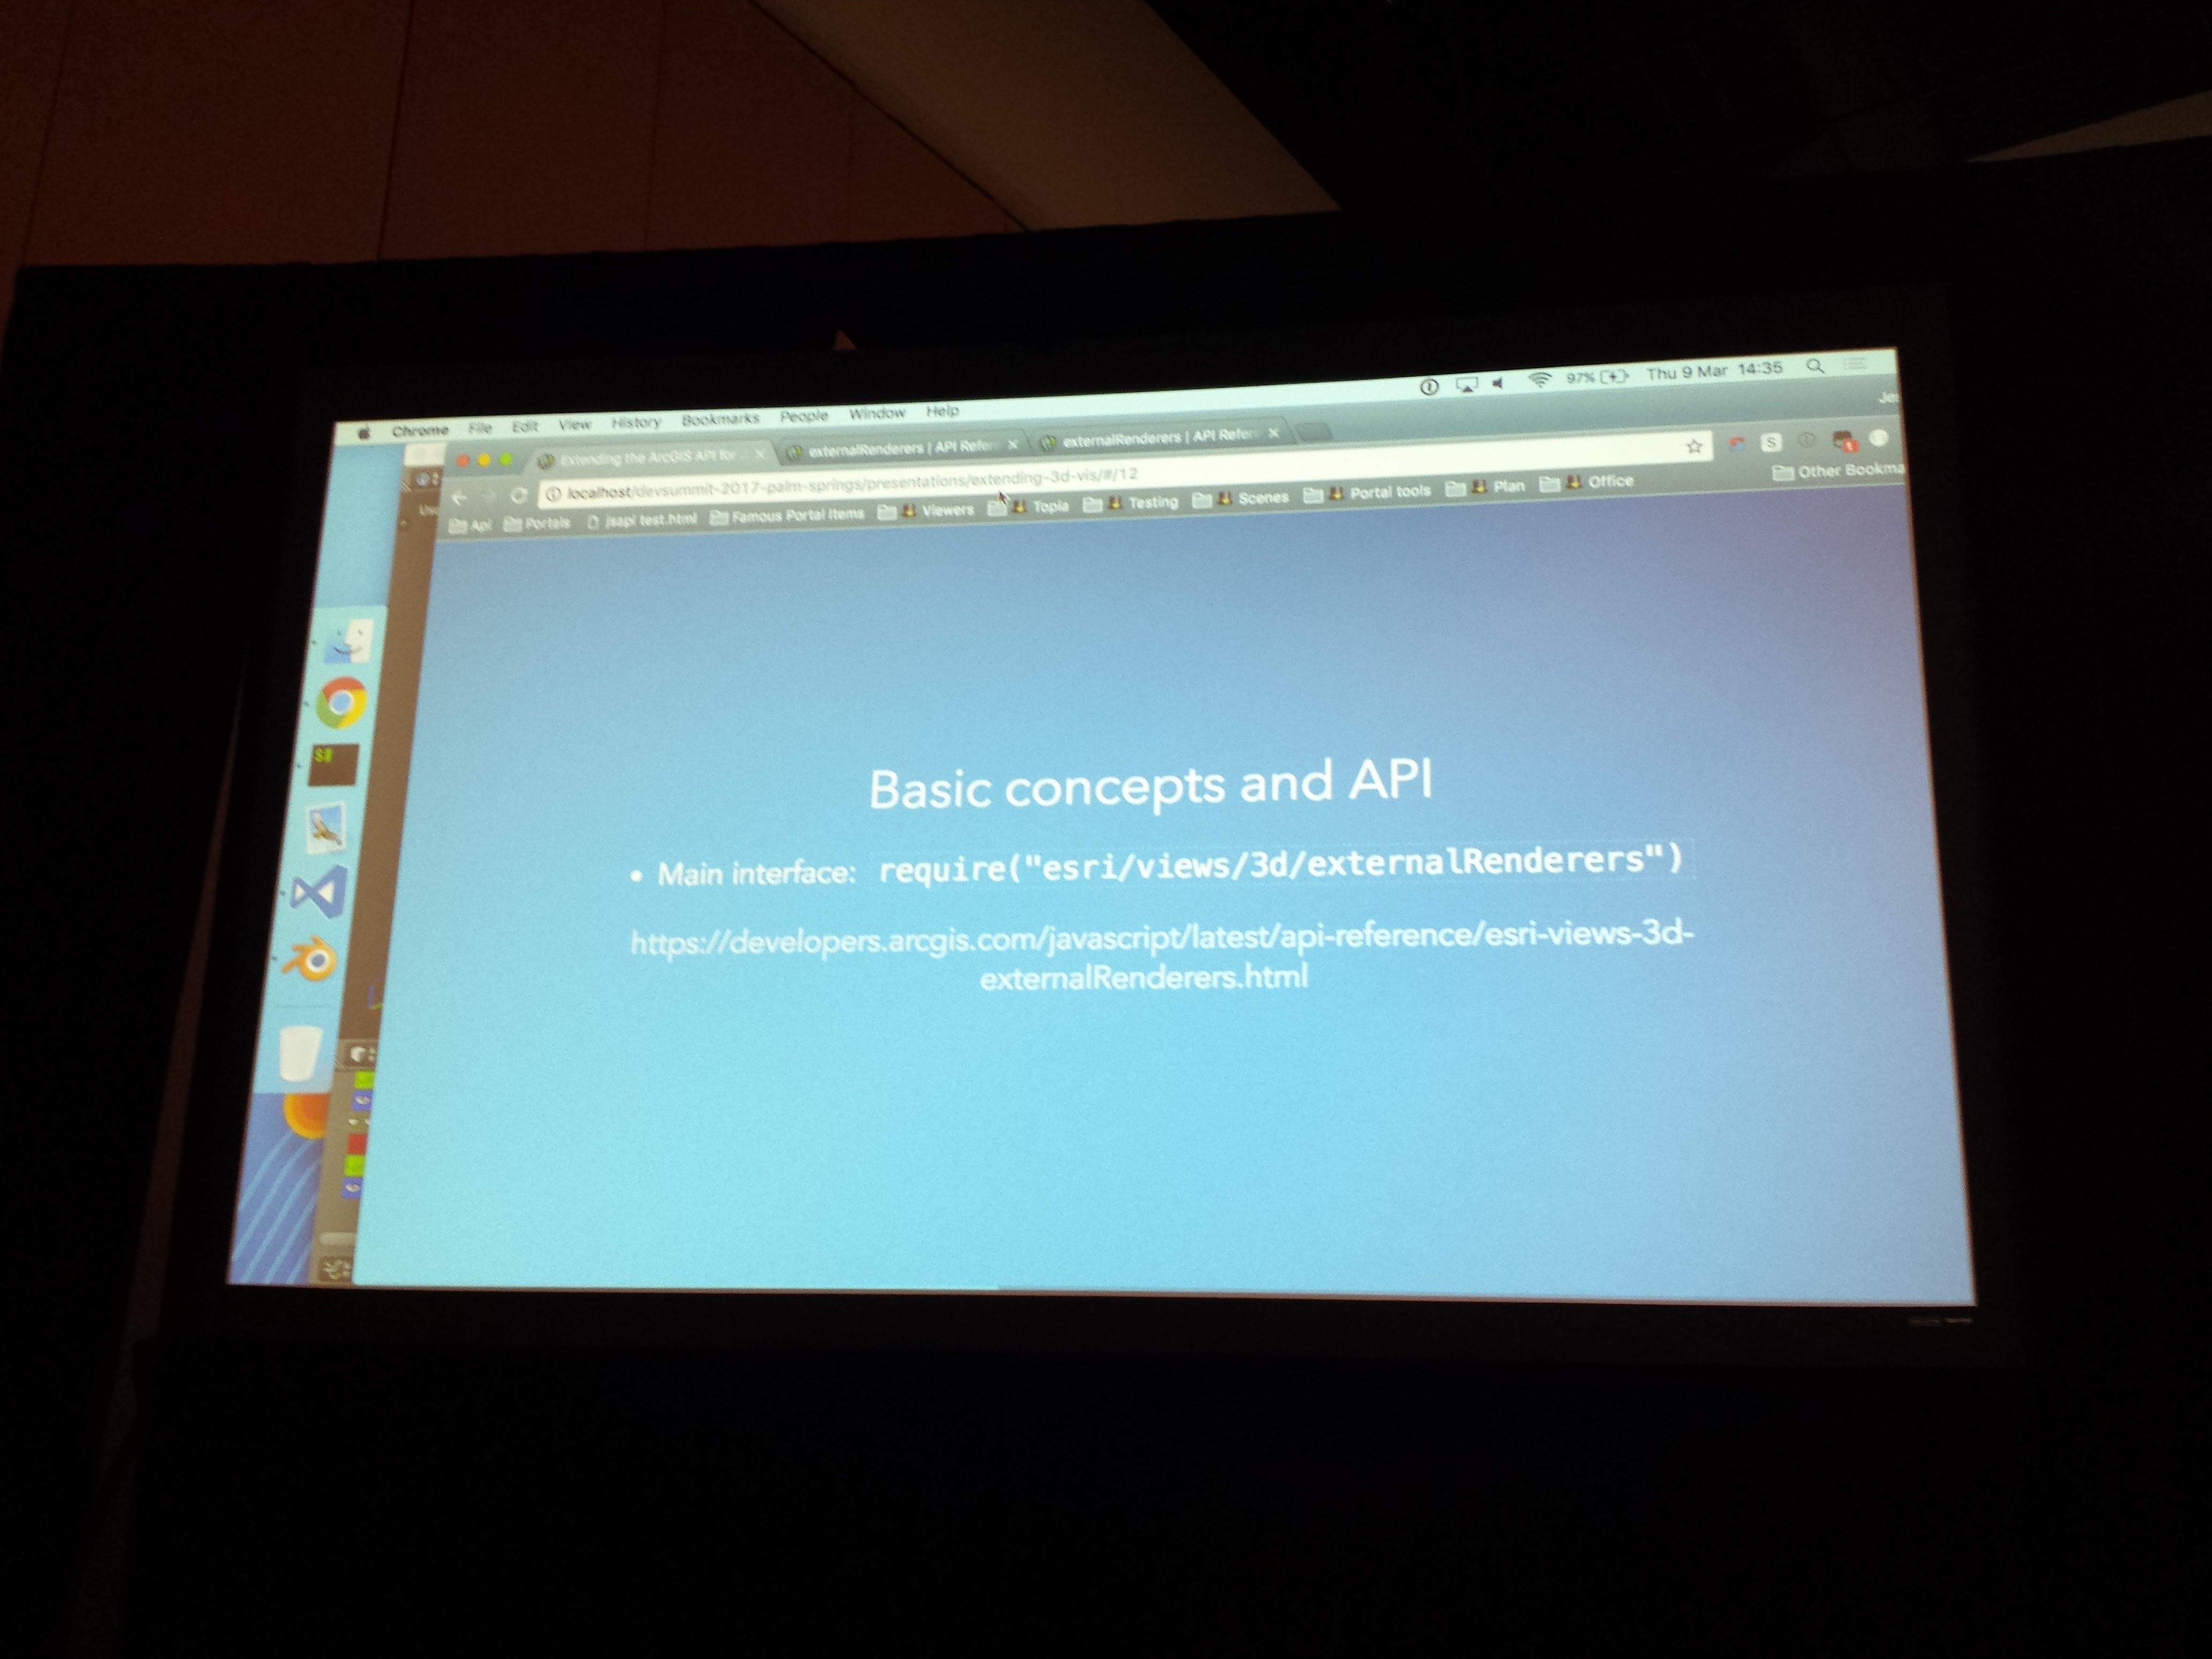 Chrome File Edit View History Bookmarks People Window Help 97% Thu 9 Mar 14:35
Extending the ArcGIS API for externalRenderers | API Refer externalRenderers | API Refer
localhost/devsummit-2017-palm-springs/presentations/extending-3d-vis/#/12
Api Portals jsapi test.html Famous Portal Items Viewers Topia Testing Scenes Portal tools Plan Office Other Bookma
Basic concepts and API
• Main interface: require("esri/views/3d/externalRenderers")
https://developers.arcgis.com/javascript/latest/api-reference/esri-views-3d-
externalRenderers.html